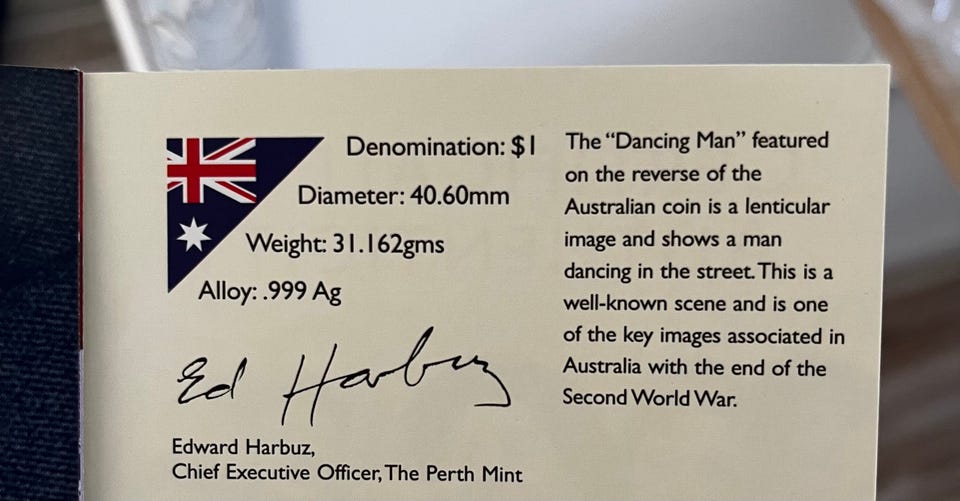 Denomination: $1
Diameter: 40.60mm
Weight: 31.162gms
Alloy: .999 Ag
Ed Harbuz
Edward Harbuz,
Chief Executive Officer, The Perth Mint
The “Dancing Man” featured
on the reverse of the
Australian coin is a lenticular
image and shows a man
dancing in the street. This is a
well-known scene and is one
of the key images associated in
Australia with the end of the
Second World War.